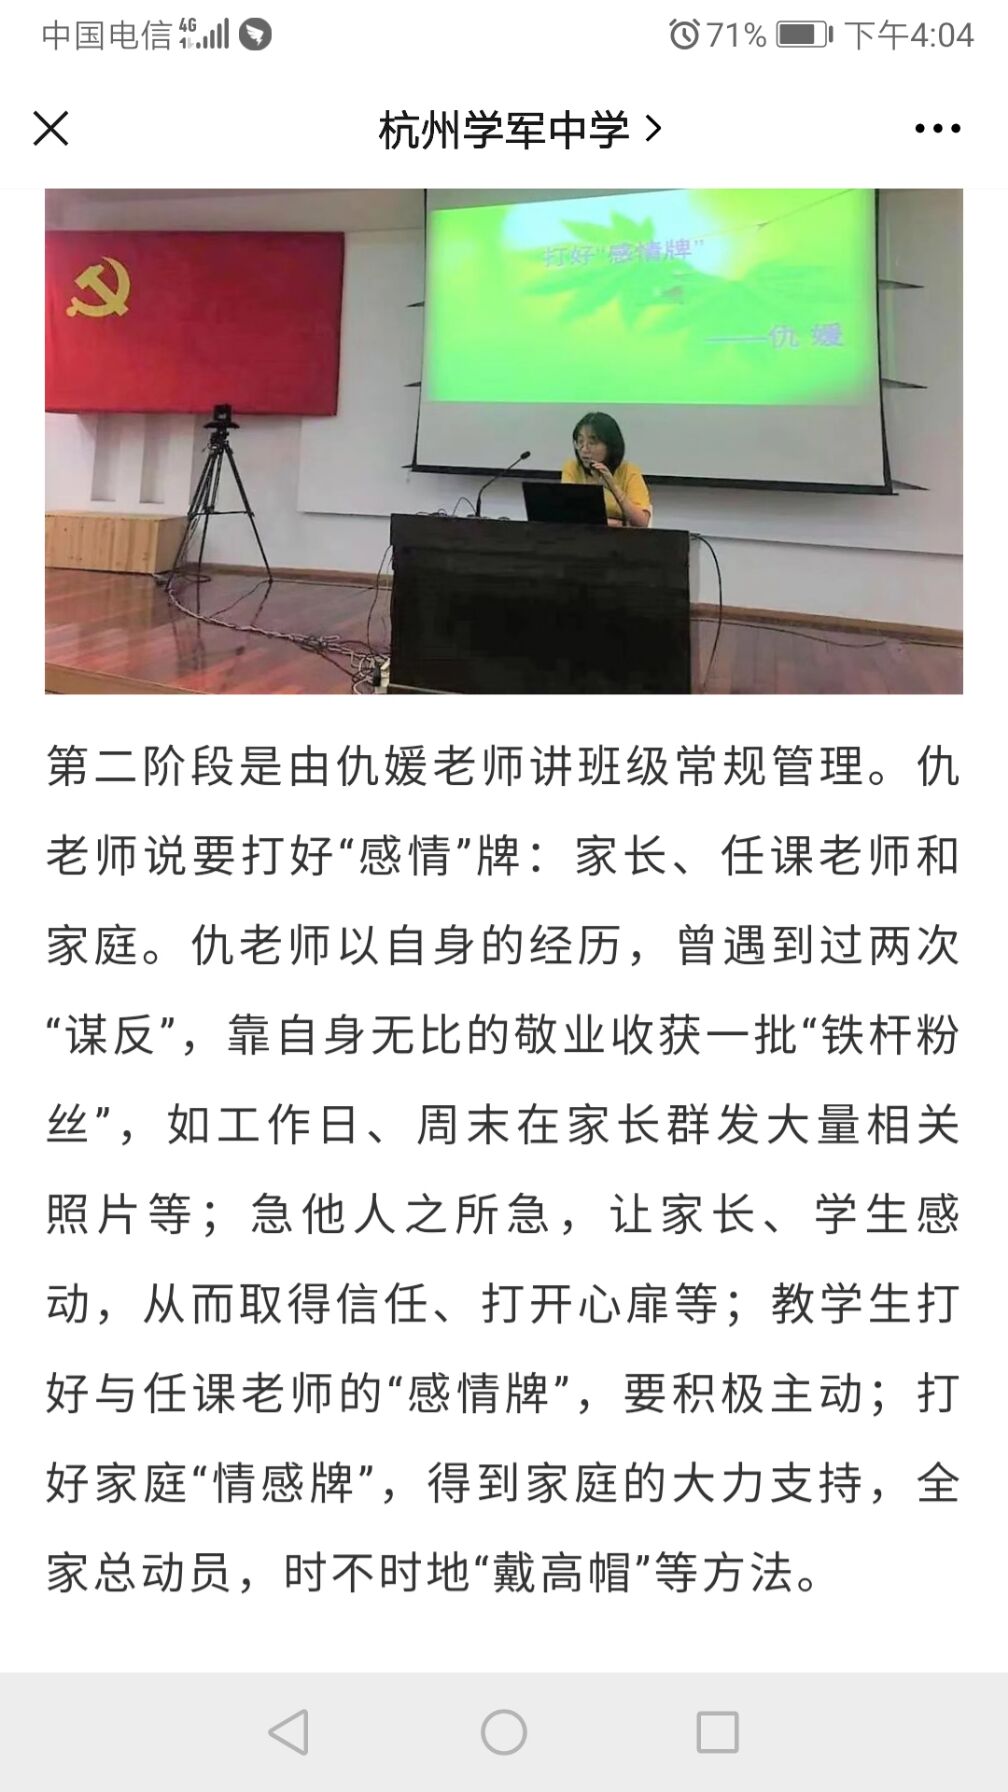 中国电信 4G 71% 下午4:04
杭州学军中学
打好“感情牌”
——仇 媛
第二阶段是由仇媛老师讲班级常规管理。仇
老师说要打好“感情”牌：家长、任课老师和
家庭。仇老师以自身的经历，曾遇到过两次
“谋反”，靠自身无比的敬业收获一批“铁杆粉
丝”，如工作日、周末在家长群发大量相关
照片等；急他人之所急，让家长、学生感
动，从而取得信任、打开心扉等；教学生打
好与任课老师的“感情牌”，要积极主动；打
好家庭“情感牌”，得到家庭的大力支持，全
家总动员，时不时地“戴高帽”等方法。